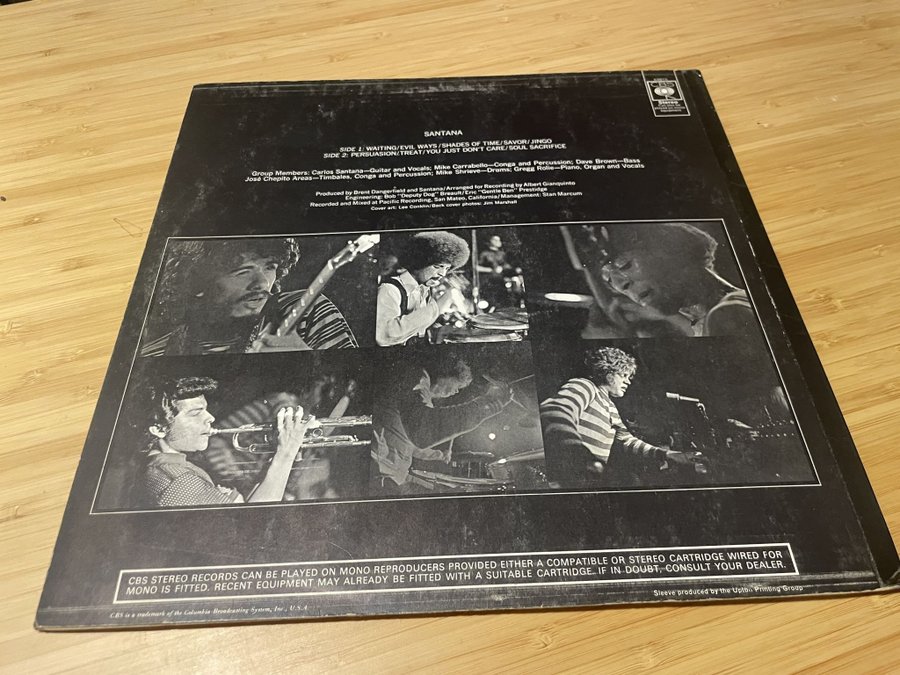 CBS
Stereo
SANTANA
SIDE 1: WAITING/EVIL WAYS/SHADES OF TIME/SAVOR/JINGO
SIDE 2: PERSUASION/TREAT/YOU JUST DON'T CARE/SOUL SACRIFICE
Group Members: Carlos Santana—Guitar and Vocals; Mike Carrabello—Conga and Percussion; Dave Brown—Bass
José Chepito Areas—Timbales, Conga and Percussion; Mike Shrieve—Drums; Gregg Rolie—Piano, Organ and Vocals
Produced by Brent Dangerfield and Santana/Arranged for Recording by Albert Gianquinto
Engineering: Bob "Deputy Dog" Breault/Eric "Gentle Ben" Prestidge
Recorded and Mixed at Pacific Recording, San Mateo, California/Management: Stan Marcum
Cover art: Lee Conklin/Back cover photos: Jim Marshall
CBS STEREO RECORDS CAN BE PLAYED ON MONO REPRODUCERS PROVIDED EITHER A COMPATIBLE OR STEREO CARTRIDGE WIRED FOR
MONO IS FITTED. RECENT EQUIPMENT MAY ALREADY BE FITTED WITH A SUITABLE CARTRIDGE. IF IN DOUBT, CONSULT YOUR DEALER.
CBS is a trademark of the Columbia Broadcasting System, Inc., U.S.A.
Sleeve produced by the Upton Printing Group